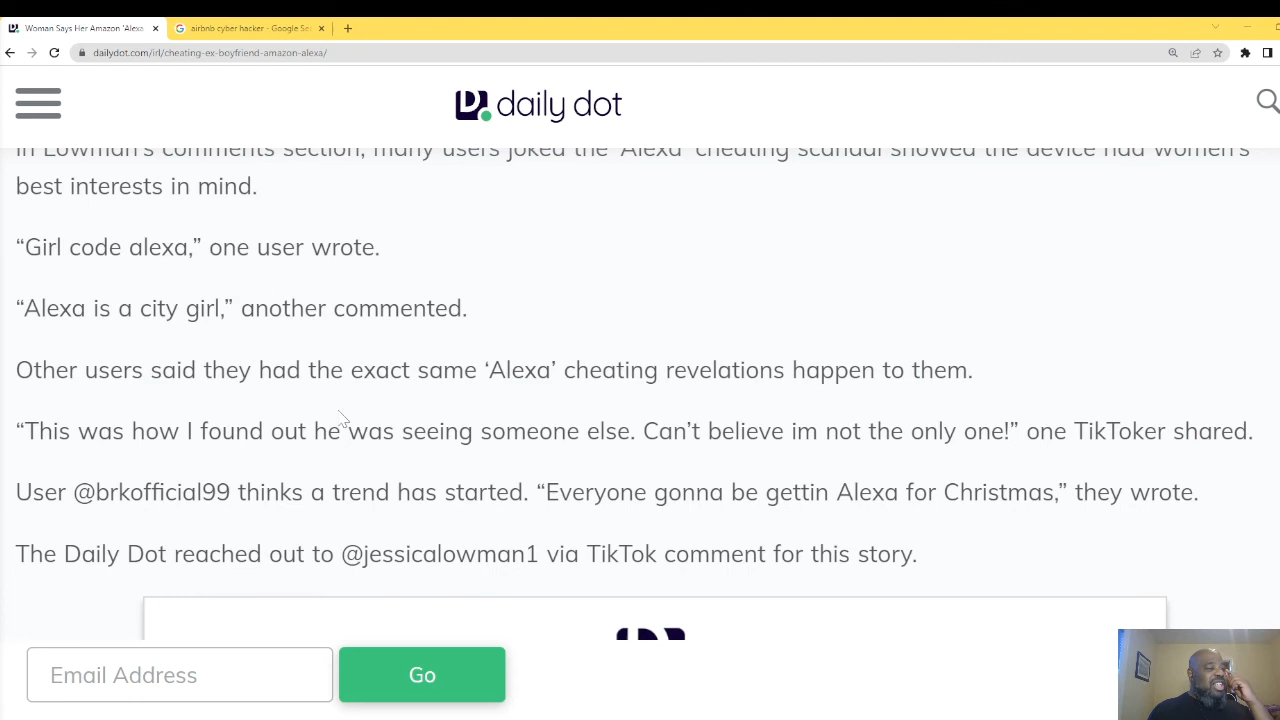 Woman Says Her Amazon 'Alexa
airbnb cyber hacker - Google Se
dailydot.com/irl/cheating-ex-boyfriend-amazon-alexa/
daily dot
In Lowman's comments section, many users joked the 'Alexa' cheating scandal showed the device had women's
best interests in mind.
“Girl code alexa,” one user wrote.
“Alexa is a city girl,” another commented.
Other users said they had the exact same ‘Alexa’ cheating revelations happen to them.
“This was how I found out he was seeing someone else. Can’t believe im not the only one!” one TikToker shared.
User @brkofficial99 thinks a trend has started. “Everyone gonna be gettin Alexa for Christmas,” they wrote.
The Daily Dot reached out to @jessicalowman1 via TikTok comment for this story.
Email Address
Go